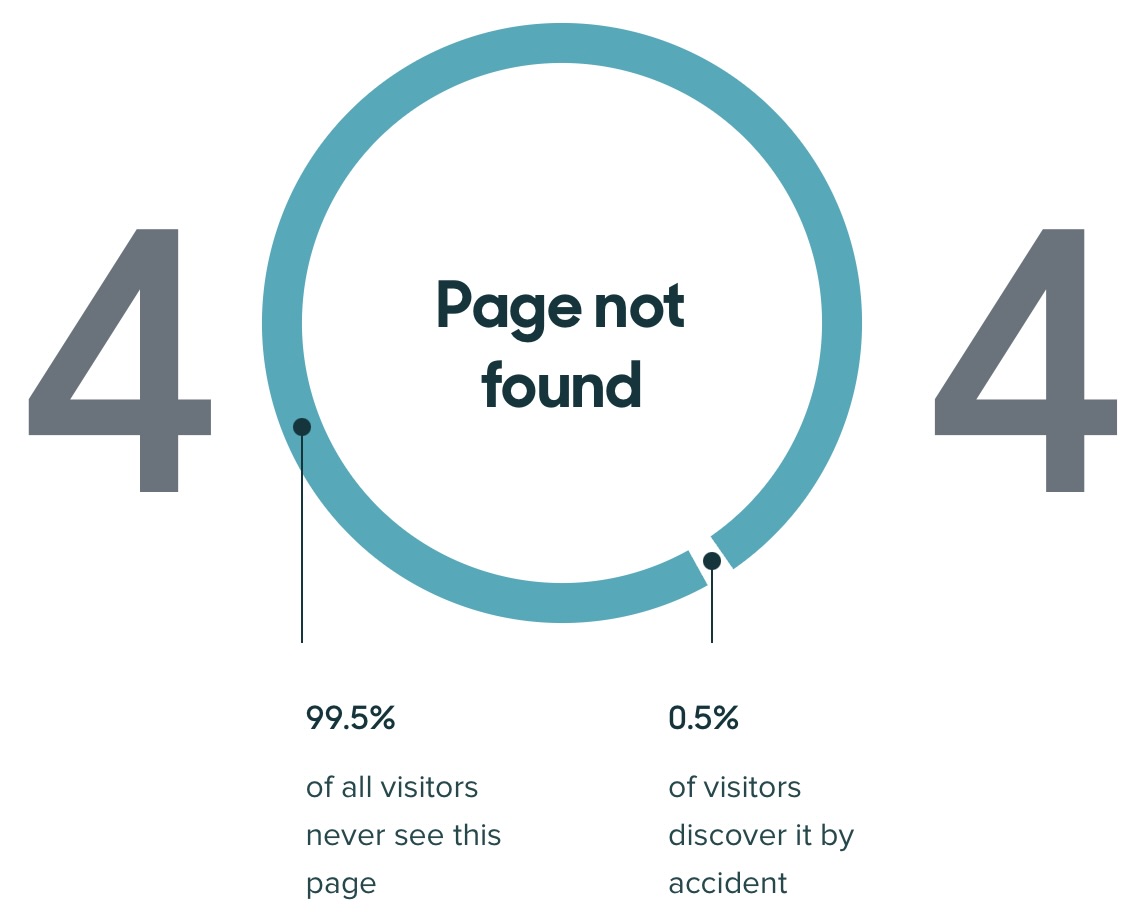 4 4
Page not
found
99.5%
of all visitors
never see this
page
0.5%
of visitors
discover it by
accident